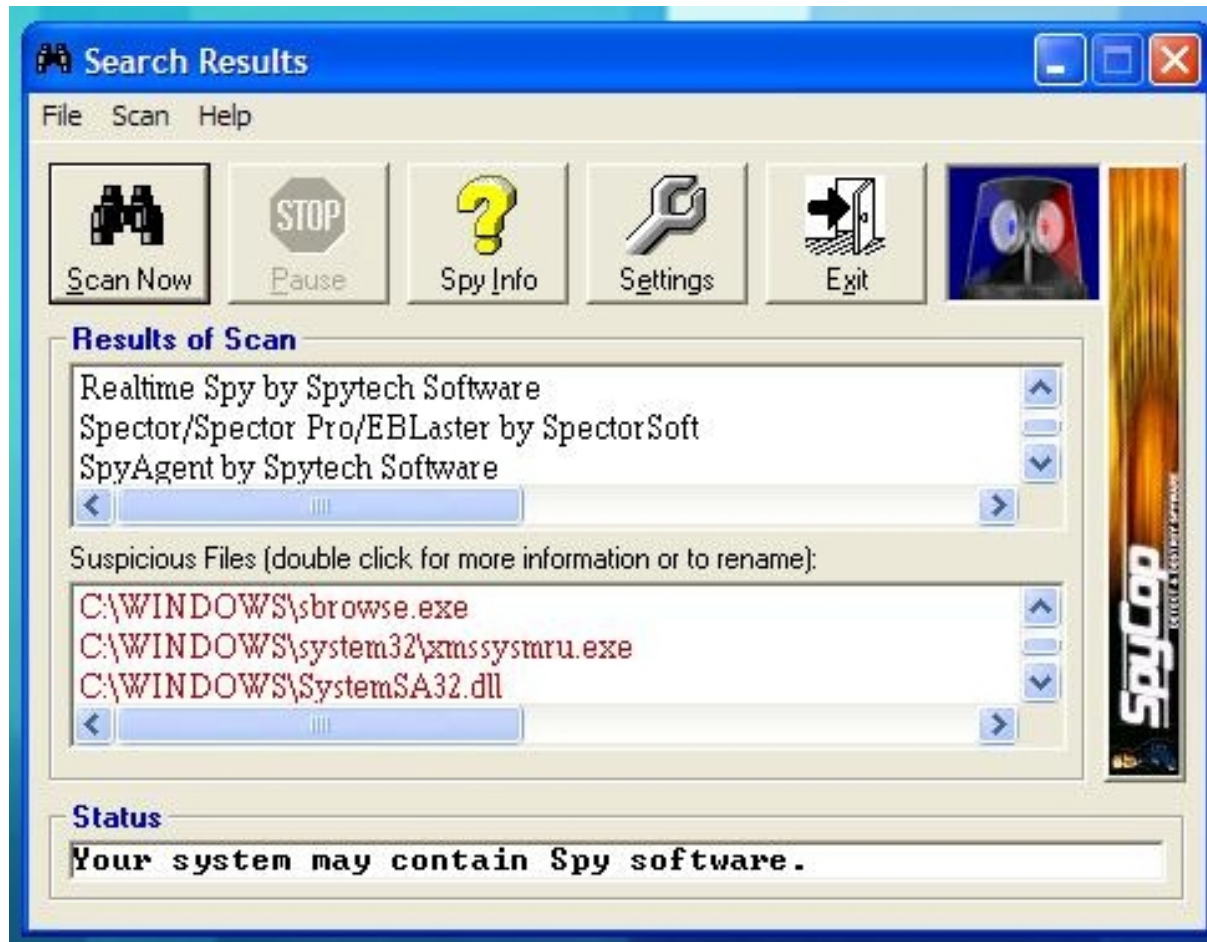 Search Results
File Scan Help
STOP
Scan Now Pause Spy Info Settings Exit
Results of Scan
Realtime Spy by Spytech Software
Spector/Spector Pro/EBLaster by SpectorSoft
SpyAgent by Spytech Software
Suspicious Files (double click for more information or to rename):
C:\WINDOWS\sbrowse.exe
C:\WINDOWS\system32\xmssysmru.exe
C:\WINDOWS\SystemSA32.dll
SpyCop
Status
Your system may contain Spy software.